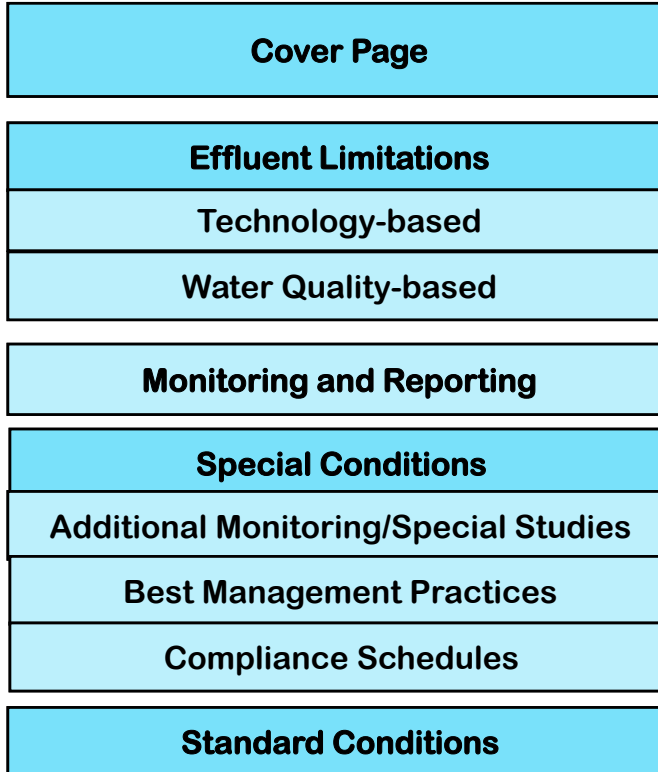 Cover Page
Effluent Limitations
Technology-based
Water Quality-based
Monitoring and Reporting
Special Conditions
Additional Monitoring/Special Studies
Best Management Practices
Compliance Schedules
Standard Conditions